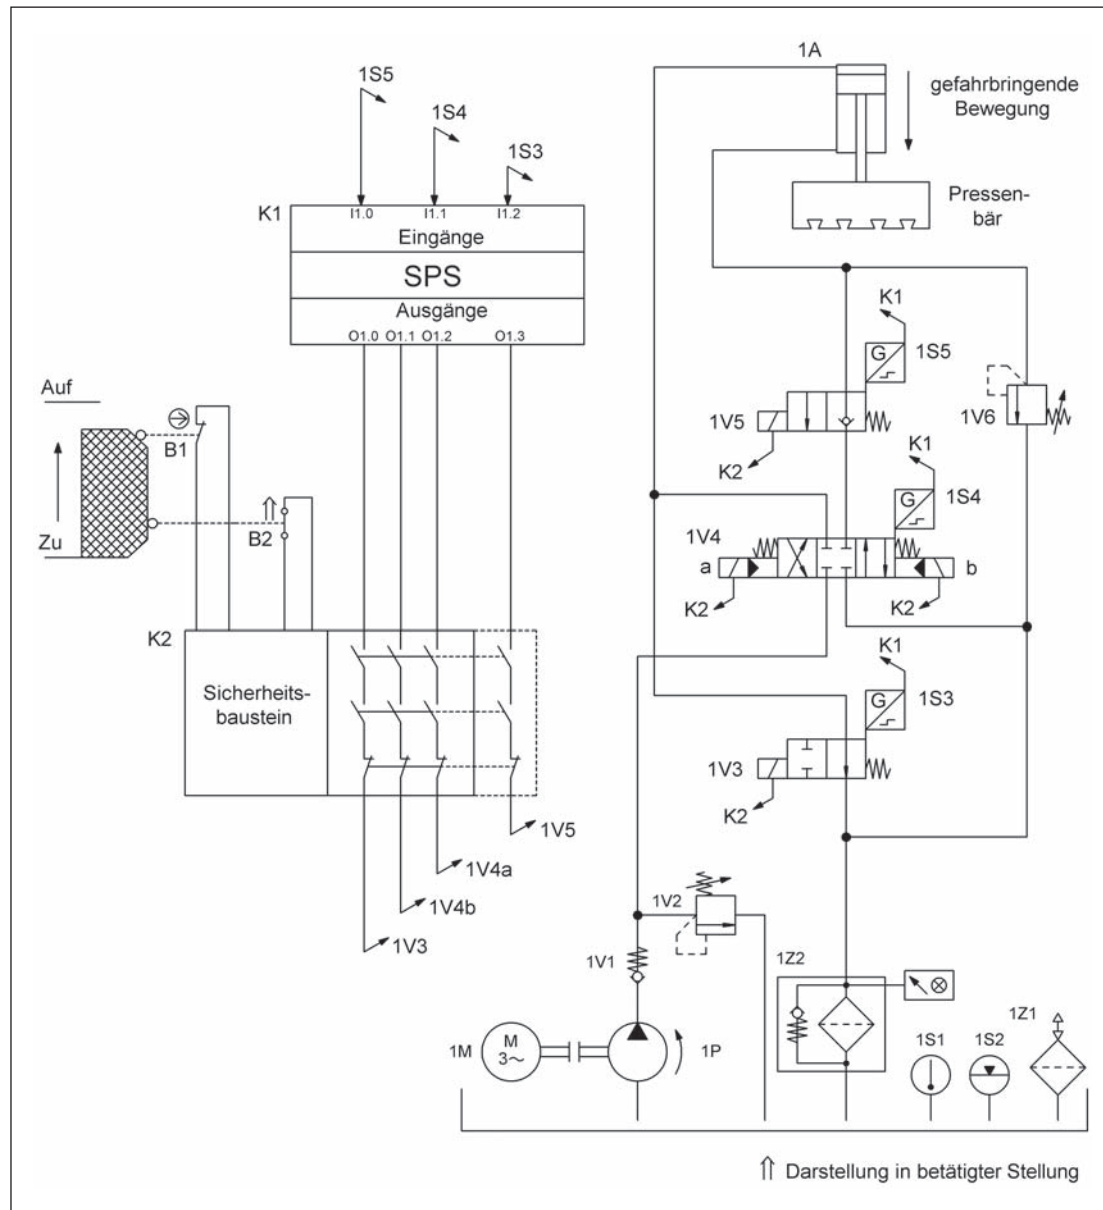 1S5
1S4
1S3
K1
I1.0 I1.1 I1.2
Eingänge
SPS
Ausgänge
O1.0 O1.1 O1.2 O1.3
Auf
B1
Zu
B2
K2
Sicherheits-
baustein
1V5
1V4a
1V4b
1V3
1A
gefahrbringende
Bewegung
Pressen-
bär
K1
G
1S5
1V5
K2
1V6
K1
G
1S4
1V4
a
b
K2
K2
K1
G
1S3
1V3
K2
1V2
1V1
1Z2
1M
M
3~
1P
1S1
1S2
1Z1
⇑ Darstellung in betätigter Stellung